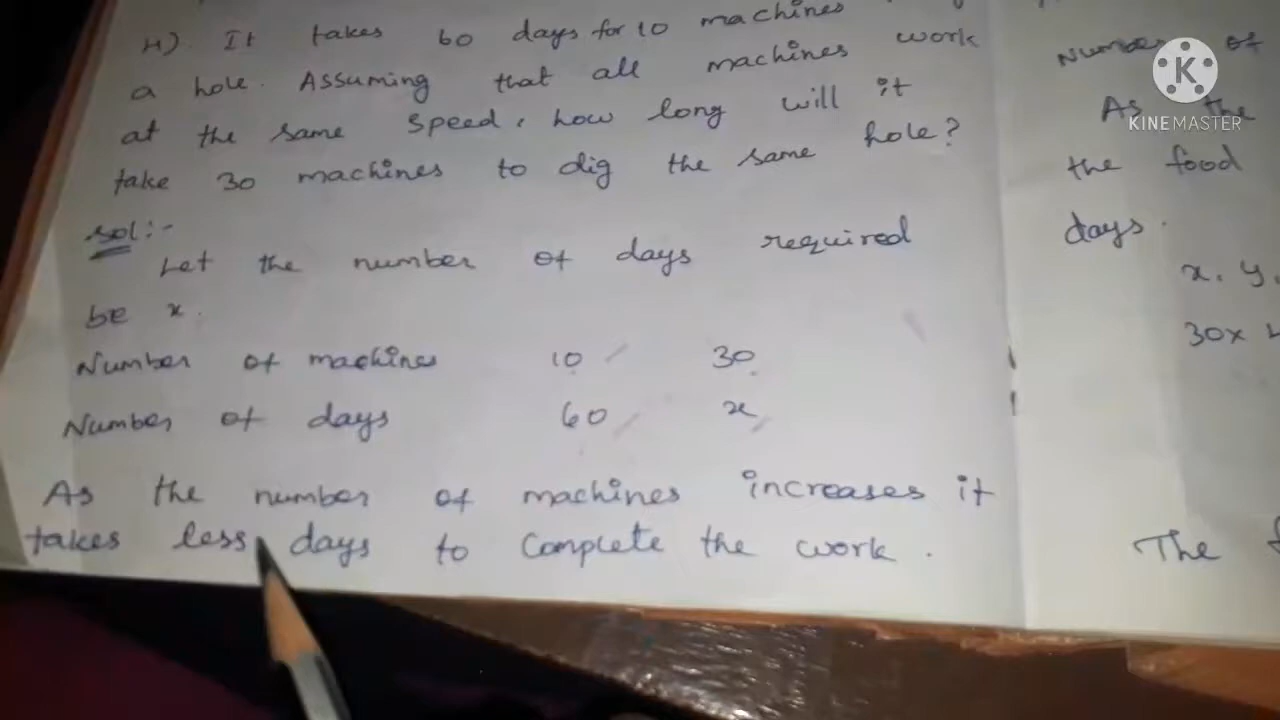 4). It takes 60 days for 10 machines
a hole. Assuming that all machines work
at the same speed, how long will it
take 30 machines to dig the same hole?
Sol:-
Let the number of days required
be x.
Number of machines 10 30
Number of days 60 x
As the number of machines increases it
takes less days to complete the work.
Number of
As the
the food
days.
x. y.
30x
The
K
KINEMASTER